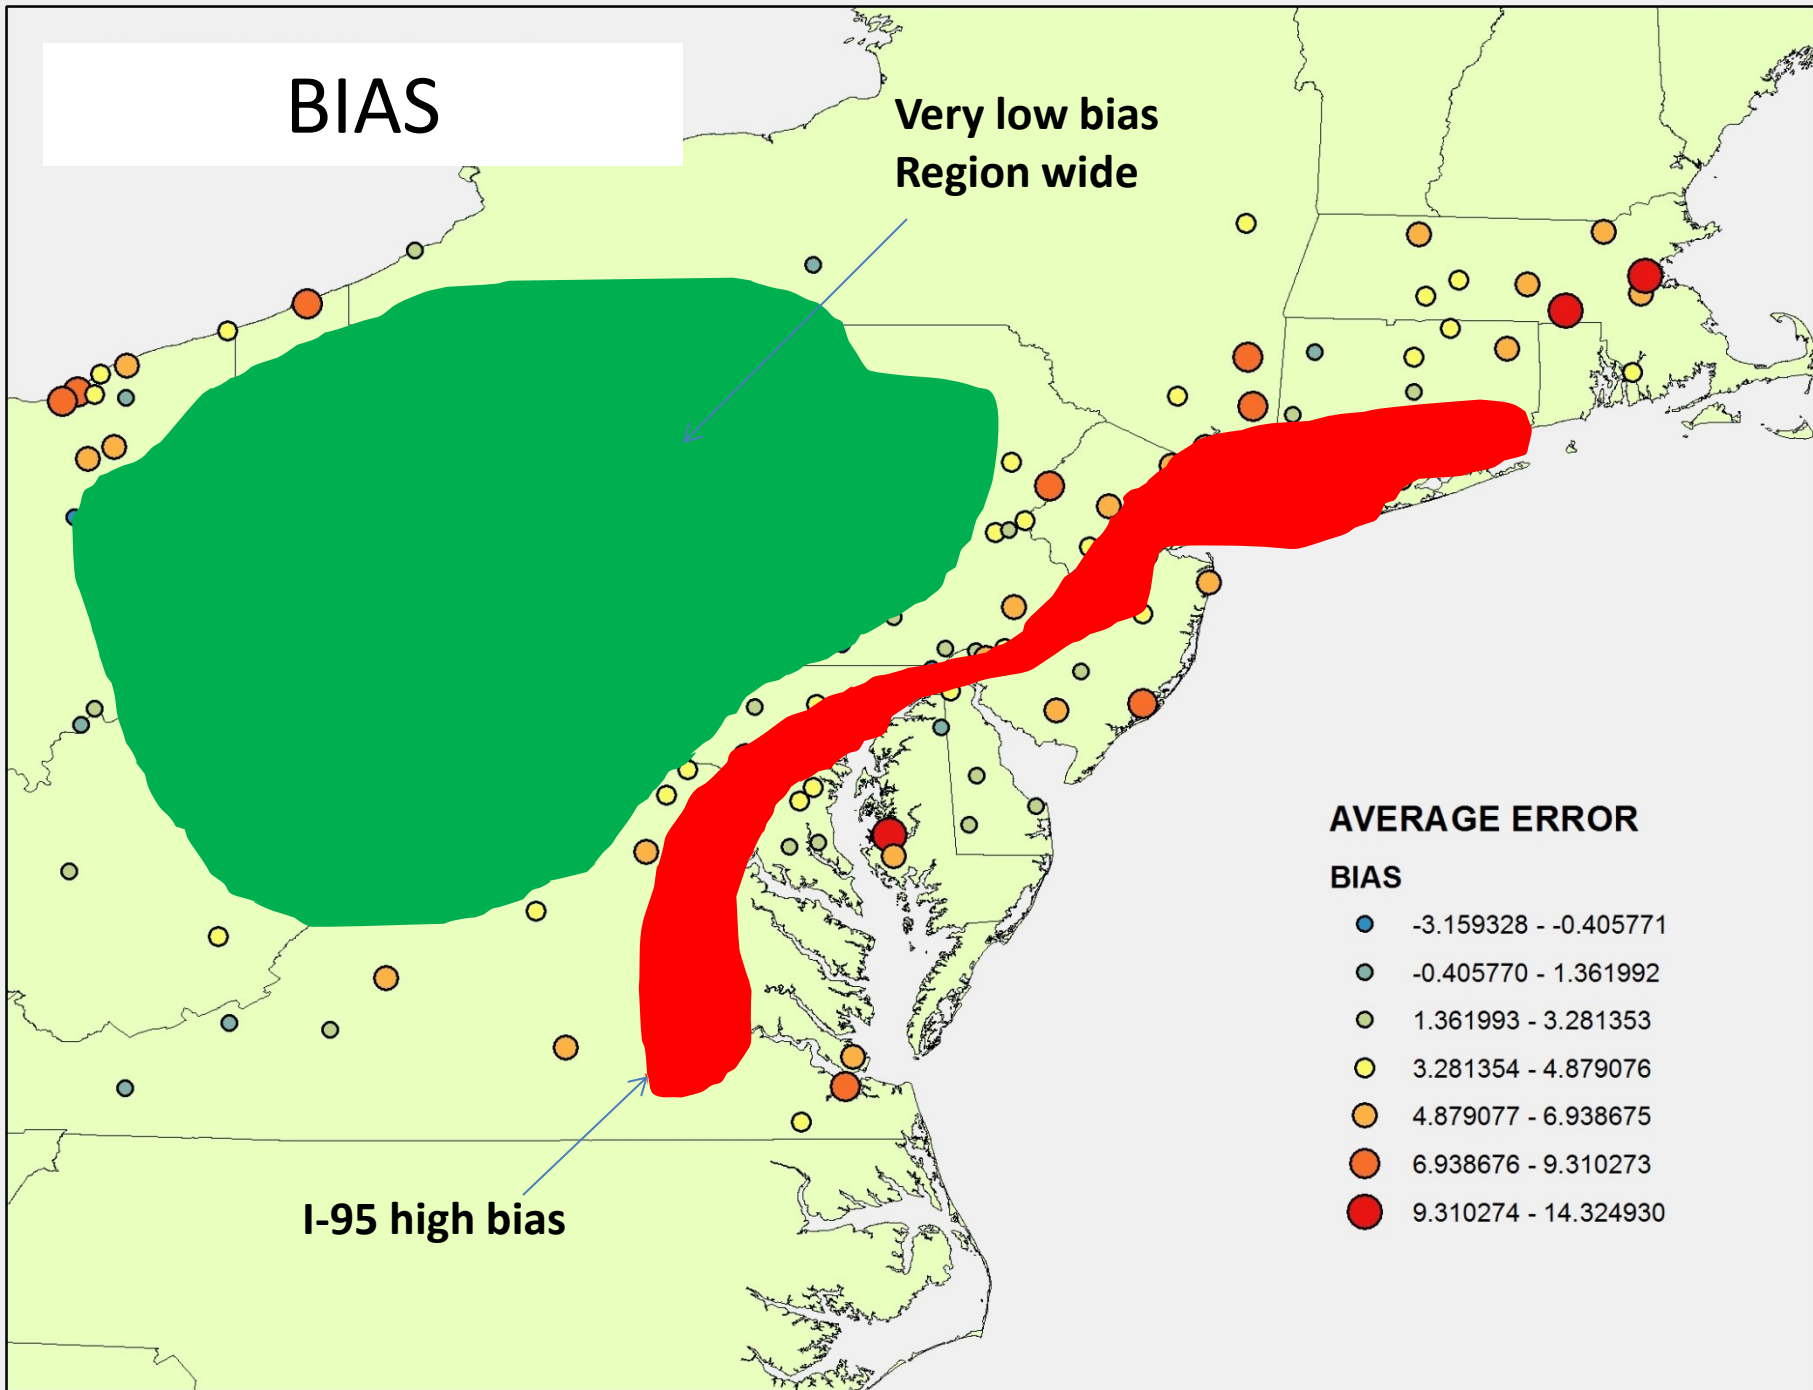 BIAS
Very low bias
Region wide
I-95 high bias
AVERAGE ERROR
BIAS
-3.159328 - -0.405771
-0.405770 - 1.361992
1.361993 - 3.281353
3.281354 - 4.879076
4.879077 - 6.938675
6.938676 - 9.310273
9.310274 - 14.324930